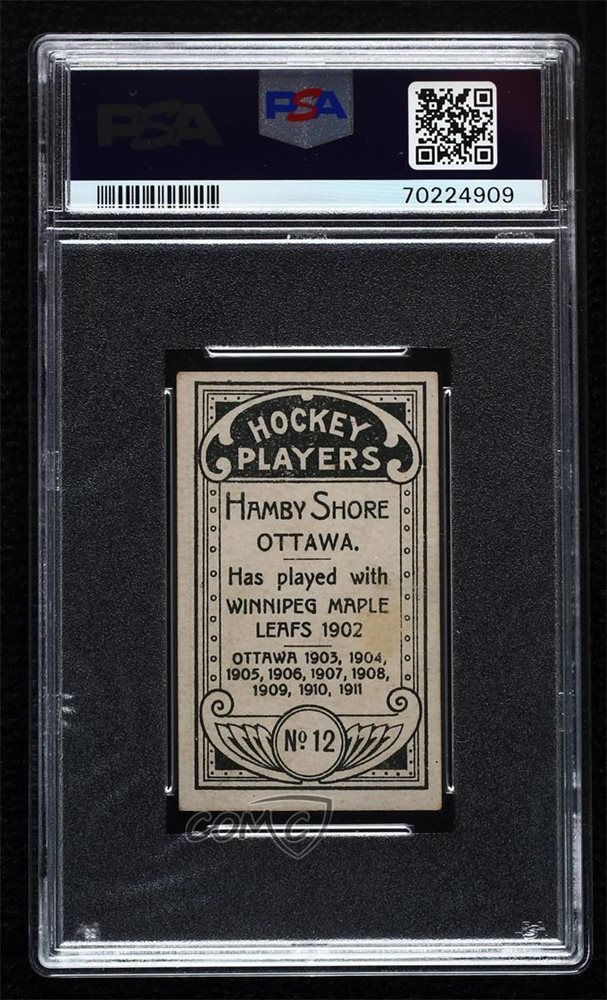 PSA PSA
70224909
HOCKEY
PLAYERS
HAMBY SHORE
OTTAWA.
Has played with
WINNIPEG MAPLE
LEAFS 1902
OTTAWA 1903, 1904,
1905, 1906, 1907, 1908,
1909, 1910, 1911
No 12
COMC